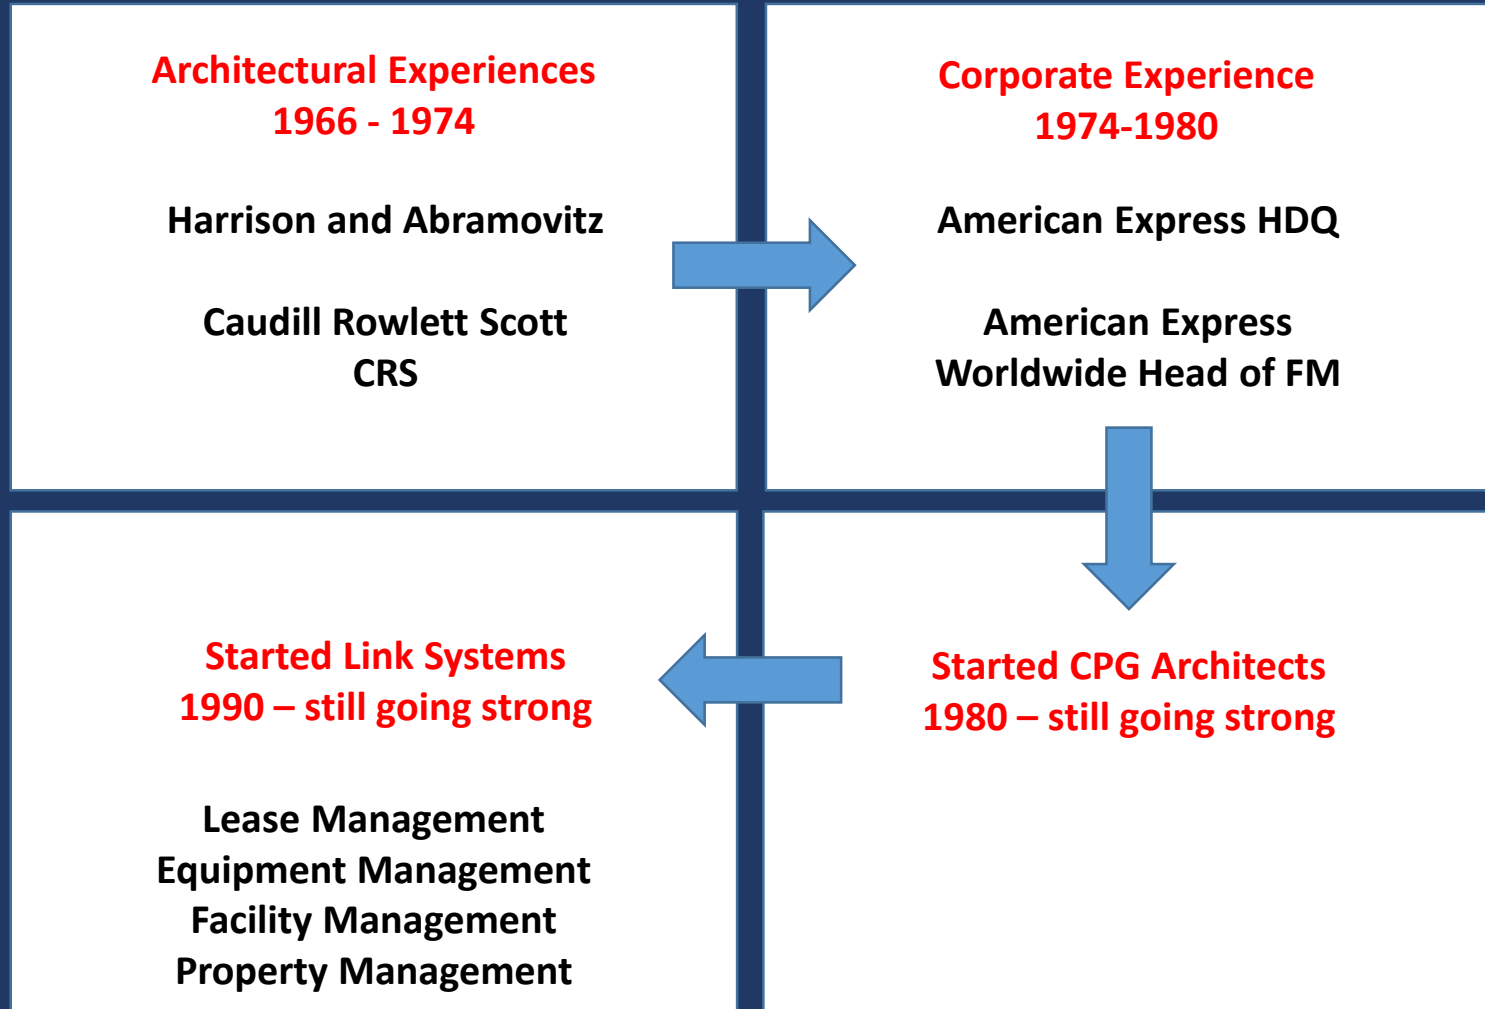 Architectural Experiences
1966 - 1974
Harrison and Abramovitz
Caudill Rowlett Scott
CRS
Corporate Experience
1974-1980
American Express HDQ
American Express
Worldwide Head of FM
Started CPG Architects
1980 – still going strong
Started Link Systems
1990 – still going strong
Lease Management
Equipment Management
Facility Management
Property Management